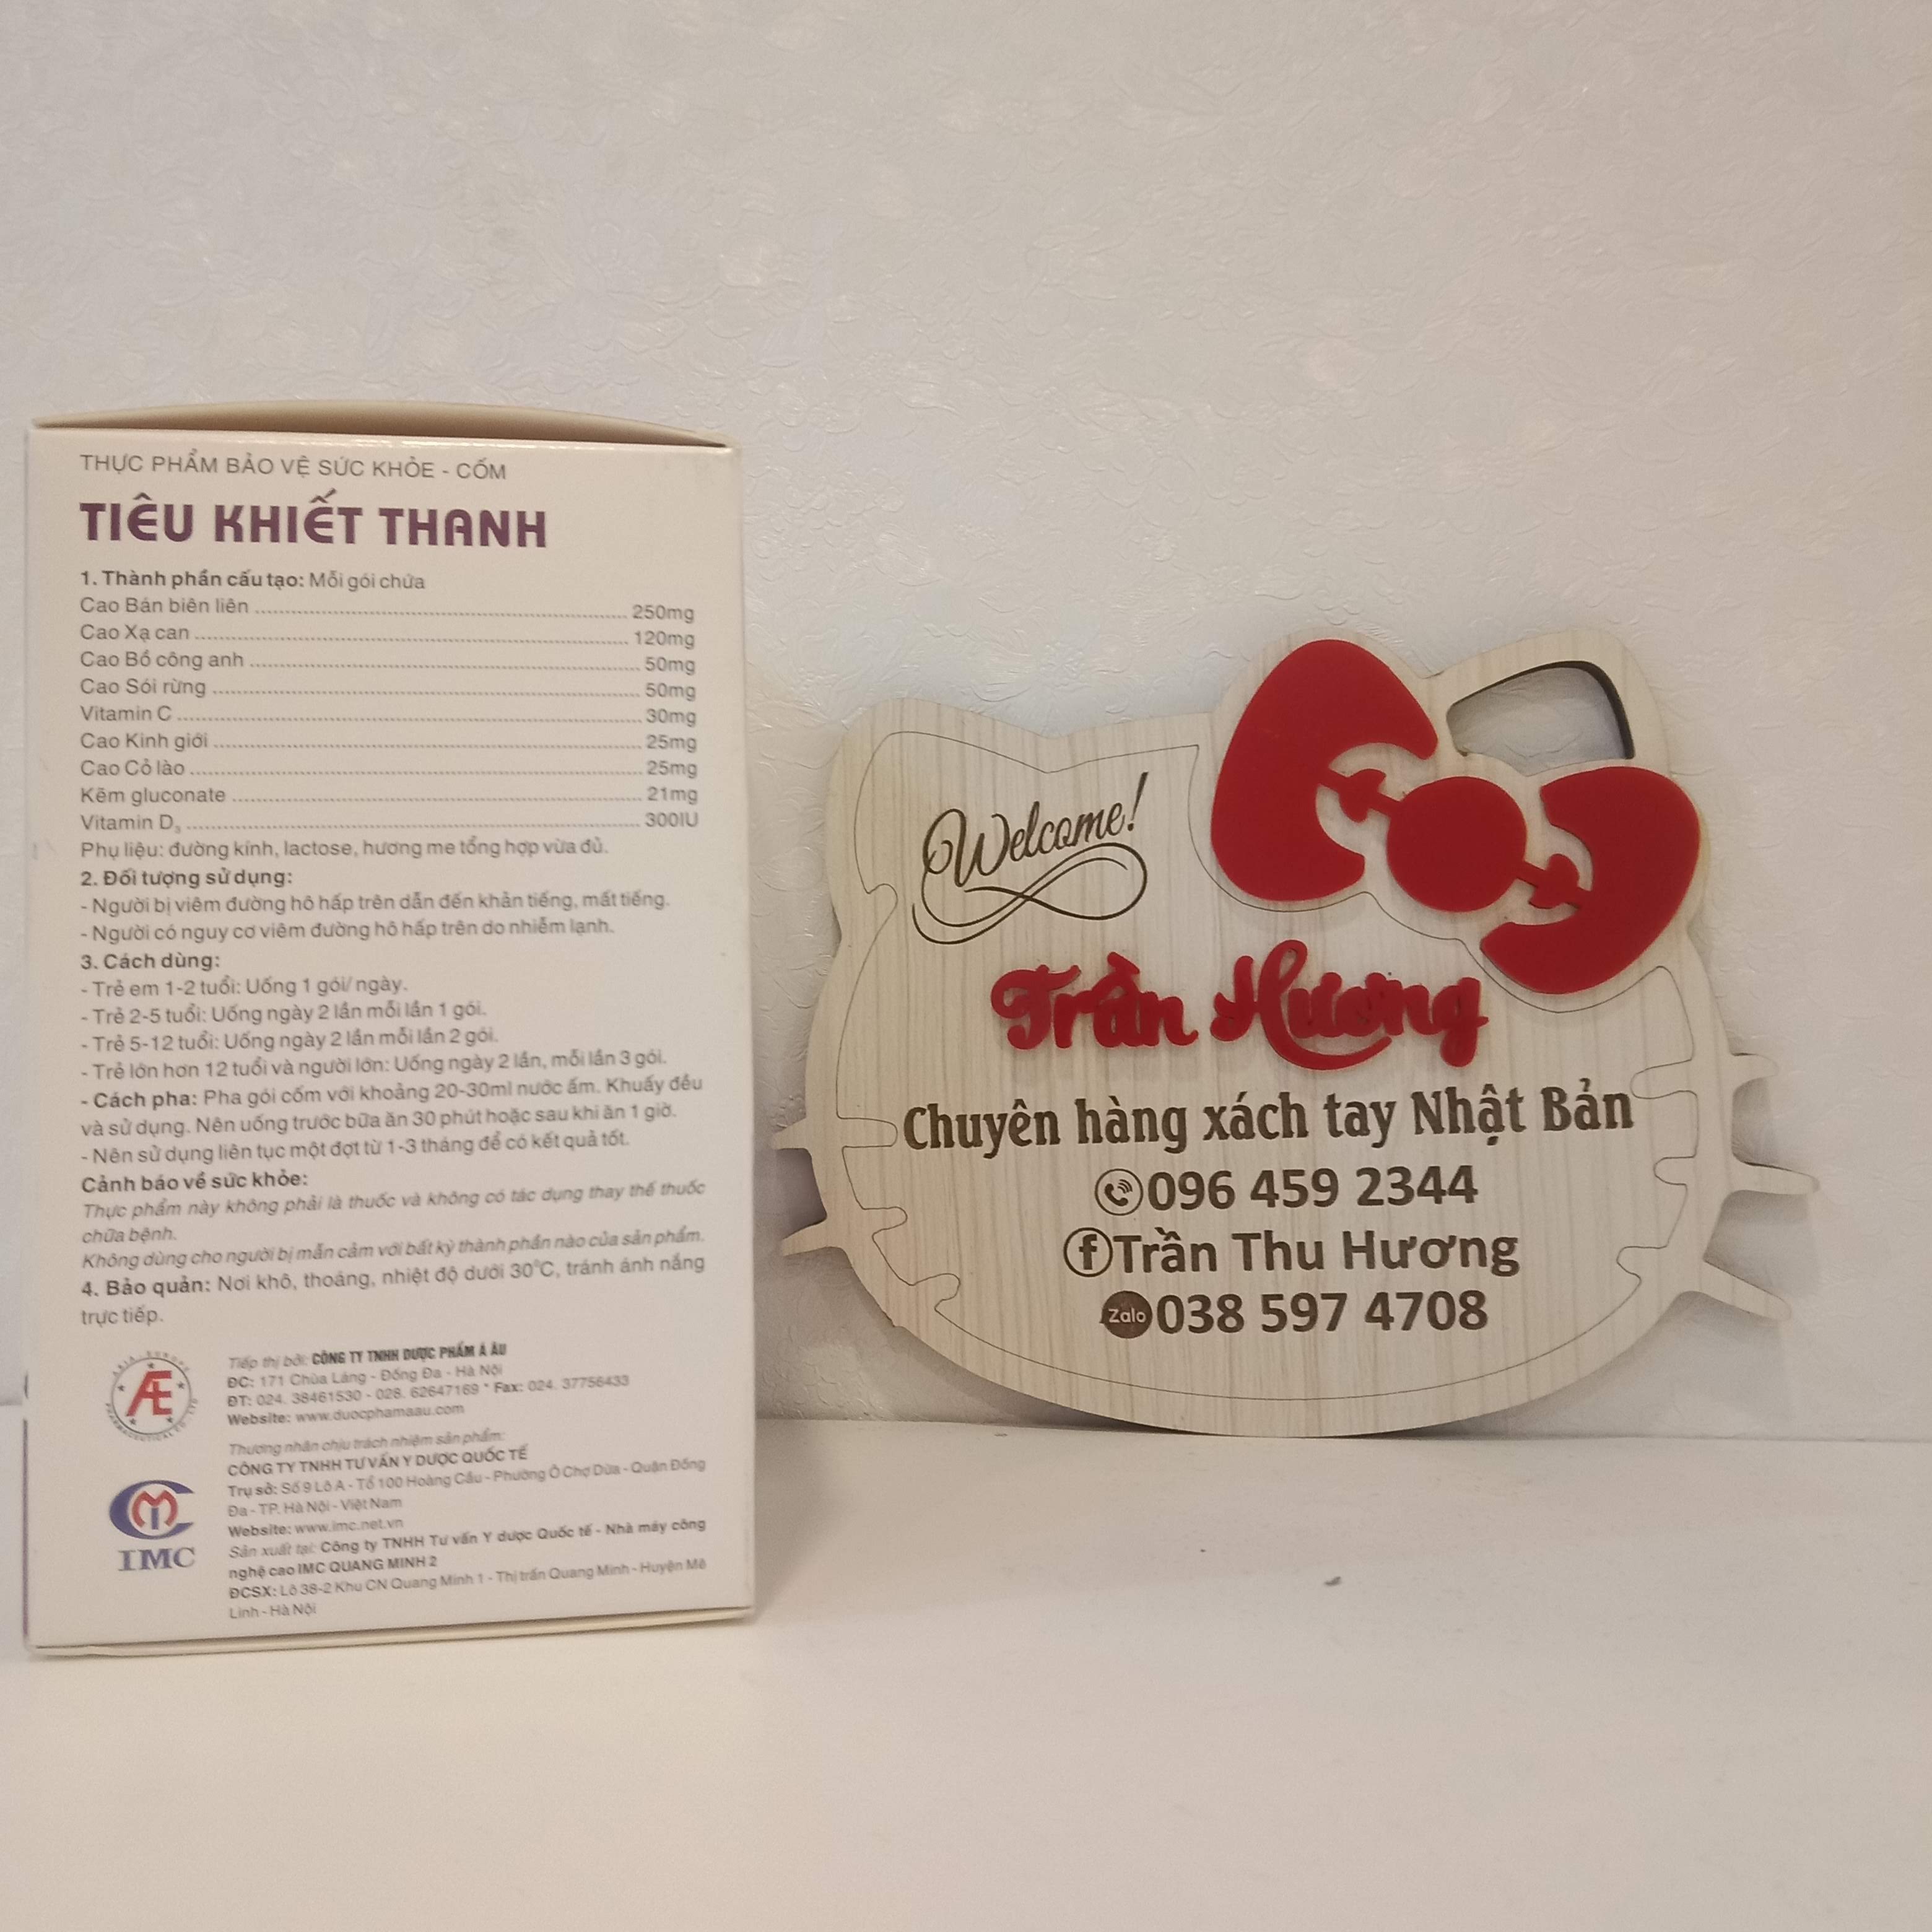 THỰC PHẨM BẢO VỆ SỨC KHỎE - CỐM
TIÊU KHIẾT THANH
1. Thành phần cấu tạo: Mỗi gói chứa
Cao Bán biên liên ........ 250mg
Cao Xạ can ........ 120mg
Cao Bồ công anh ........ 50mg
Cao Sói rừng ........ 50mg
Vitamin C ........ 30mg
Cao Kinh giới ........ 25mg
Cao Cỏ lào ........ 25mg
Kẽm gluconate ........ 21mg
Vitamin D₃ ........ 300IU
Phụ liệu: đường kính, lactose, hương me tổng hợp vừa đủ.
2. Đối tượng sử dụng:
- Người bị viêm đường hô hấp trên dẫn đến khản tiếng, mất tiếng.
- Người có nguy cơ viêm đường hô hấp trên do nhiễm lạnh.
3. Cách dùng:
- Trẻ em 1-2 tuổi: Uống 1 gói/ ngày.
- Trẻ 2-5 tuổi: Uống ngày 2 lần mỗi lần 1 gói.
- Trẻ 5-12 tuổi: Uống ngày 2 lần mỗi lần 2 gói.
- Trẻ lớn hơn 12 tuổi và người lớn: Uống ngày 2 lần, mỗi lần 3 gói.
- Cách pha: Pha gói cốm với khoảng 20-30ml nước ấm. Khuấy đều
và sử dụng. Nên uống trước bữa ăn 30 phút hoặc sau khi ăn 1 giờ.
- Nên sử dụng liên tục một đợt từ 1-3 tháng để có kết quả tốt.
Cảnh báo về sức khỏe:
Thực phẩm này không phải là thuốc và không có tác dụng thay thế thuốc
chữa bệnh.
Không dùng cho người bị mẫn cảm với bất kỳ thành phần nào của sản phẩm.
4. Bảo quản: Nơi khô, thoáng, nhiệt độ dưới 30°C, tránh ánh nắng
trực tiếp.
Tiếp thị bởi: CÔNG TY TNHH DƯỢC PHẨM Á ÂU
ĐC: 171 Chùa Láng - Đống Đa - Hà Nội
ĐT: 024. 38461530 - 028. 62647169 * Fax: 024. 37756433
Website: www.duocphamaau.com
Thương nhân chịu trách nhiệm sản phẩm:
CÔNG TY TNHH TƯ VẤN Y DƯỢC QUỐC TẾ
Trụ sở: Số 9 Lô A - Tổ 100 Hoàng Cầu - Phường Ô Chợ Dừa - Quận Đống
Đa - TP. Hà Nội - Việt Nam
Website: www.imc.net.vn
Sản xuất tại: Công ty TNHH Tư vấn Y dược Quốc tế - Nhà máy công
nghệ cao IMC QUANG MINH 2
ĐCSX: Lô 38-2 Khu CN Quang Minh 1 - Thị trấn Quang Minh - Huyện Mê
Linh - Hà Nội
AE
IMC
Welcome!
Trần Hương
Chuyên hàng xách tay Nhật Bản
096 459 2344
f Trần Thu Hương
Zalo 038 597 4708